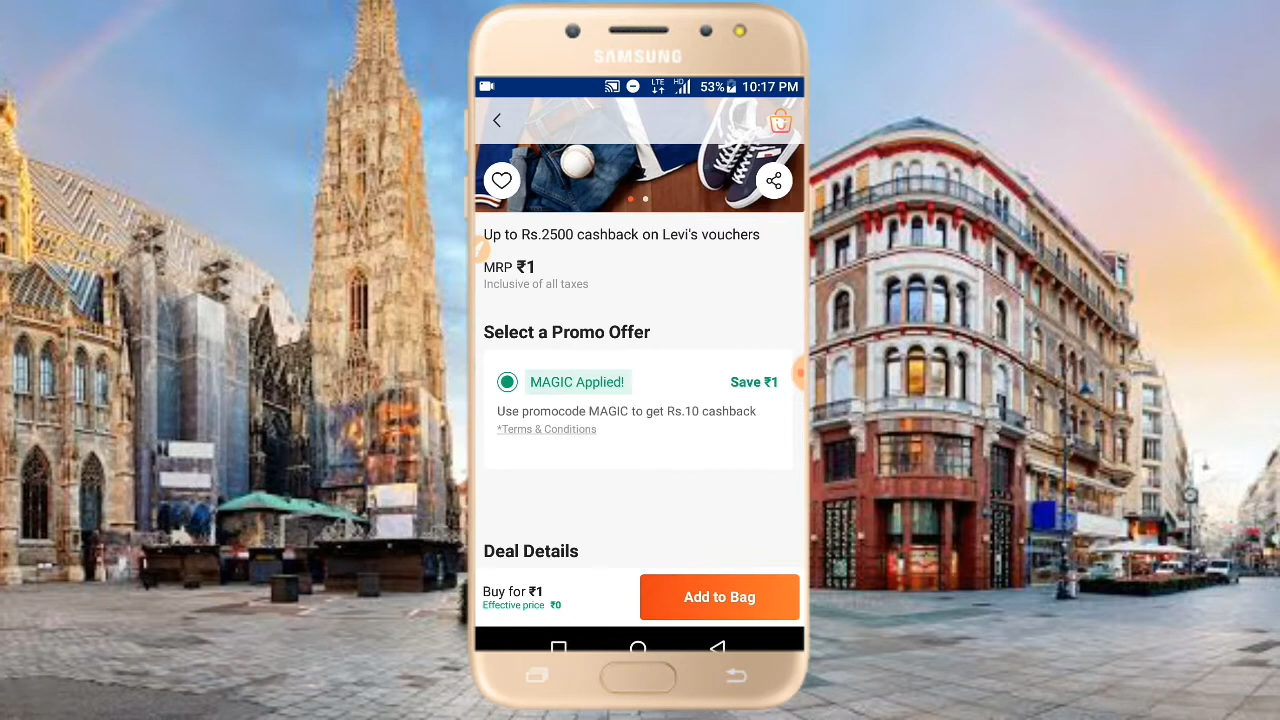 SAMSUNG
LTE HD 53% 10:17 PM
Up to Rs.2500 cashback on Levi's vouchers
MRP ₹1
Inclusive of all taxes
Select a Promo Offer
MAGIC Applied! Save ₹1
Use promocode MAGIC to get Rs.10 cashback
*Terms & Conditions
Deal Details
Buy for ₹1
Effective price ₹0
Add to Bag